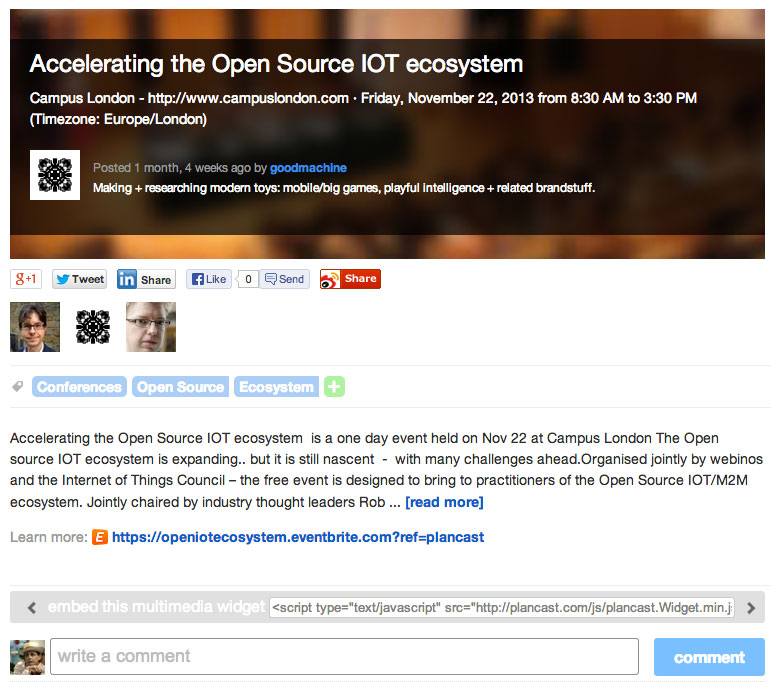 Accelerating the Open Source IOT ecosystem
Campus London - http://www.campuslondon.com · Friday, November 22, 2013 from 8:30 AM to 3:30 PM
(Timezone: Europe/London)
Posted 1 month, 4 weeks ago by goodmachine
Making + researching modern toys: mobile/big games, playful intelligence + related brandstuff.
g+1 Tweet in Share f Like 0 Send Share
Conferences Open Source Ecosystem +
Accelerating the Open Source IOT ecosystem is a one day event held on Nov 22 at Campus London The Open
source IOT ecosystem is expanding.. but it is still nascent - with many challenges ahead.Organised jointly by webinos
and the Internet of Things Council – the free event is designed to bring to practitioners of the Open Source IOT/M2M
ecosystem. Jointly chaired by industry thought leaders Rob ... [read more]
Learn more: E https://openiotecosystem.eventbrite.com?ref=plancast
embed this multimedia widget <script type="text/javascript" src="http://plancast.com/js/plancast.Widget.min.j
write a comment comment